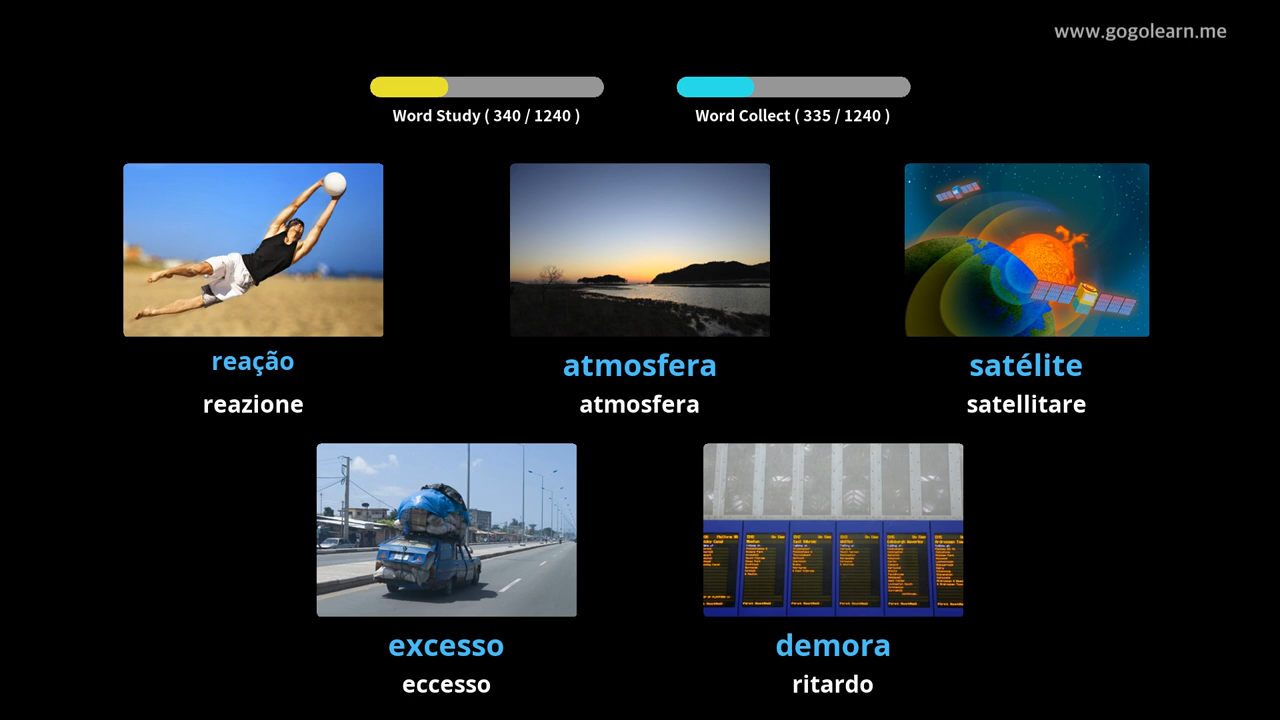 www.gogolearn.me
Word Study ( 340 / 1240 )
Word Collect ( 335 / 1240 )
reação
reazione
atmosfera
atmosfera
satélite
satellitare
excesso
eccesso
demora
ritardo